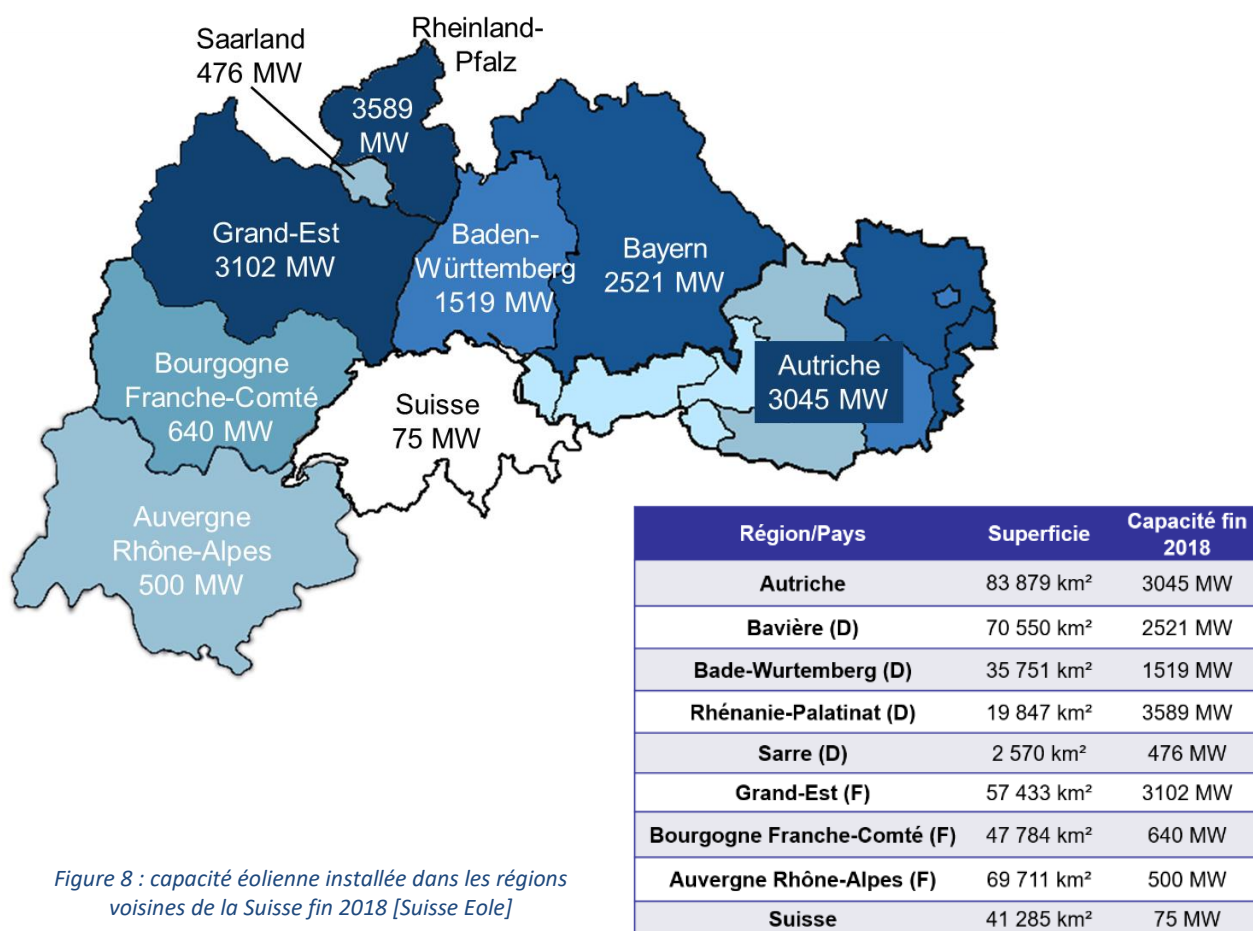 Rheinland-
Pfalz
Saarland
476 MW
3589
MW
Grand-Est
3102 MW
Baden-
Württemberg
1519 MW
Bayern
2521 MW
Autriche
3045 MW
Bourgogne
Franche-Comté
640 MW
Suisse
75 MW
Auvergne
Rhône-Alpes
500 MW
Région/Pays Superficie Capacité fin
2018
Autriche 83 879 km² 3045 MW
Bavière (D) 70 550 km² 2521 MW
Bade-Wurtemberg (D) 35 751 km² 1519 MW
Rhénanie-Palatinat (D) 19 847 km² 3589 MW
Sarre (D) 2 570 km² 476 MW
Grand-Est (F) 57 433 km² 3102 MW
Bourgogne Franche-Comté (F) 47 784 km² 640 MW
Auvergne Rhône-Alpes (F) 69 711 km² 500 MW
Suisse 41 285 km² 75 MW
Figure 8 : capacité éolienne installée dans les régions
voisines de la Suisse fin 2018 [Suisse Eole]